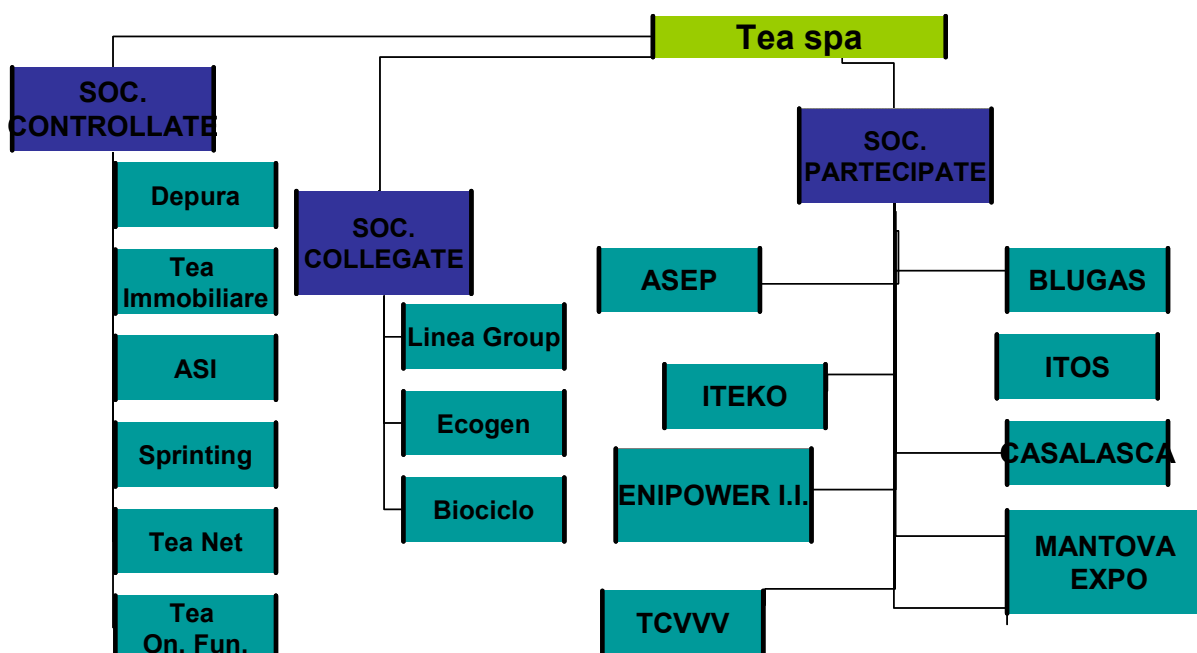 Tea spa
SOC.
CONTROLLATE
Depura
Tea
Immobiliare
ASI
Sprinting
Tea Net
Tea
On. Fun.
SOC.
COLLEGATE
Linea Group
Ecogen
Biociclo
SOC.
PARTECIPATE
ASEP
ITEKO
ENIPOWER I.I.
TCVVV
BLUGAS
ITOS
CASALASCA
MANTOVA
EXPO